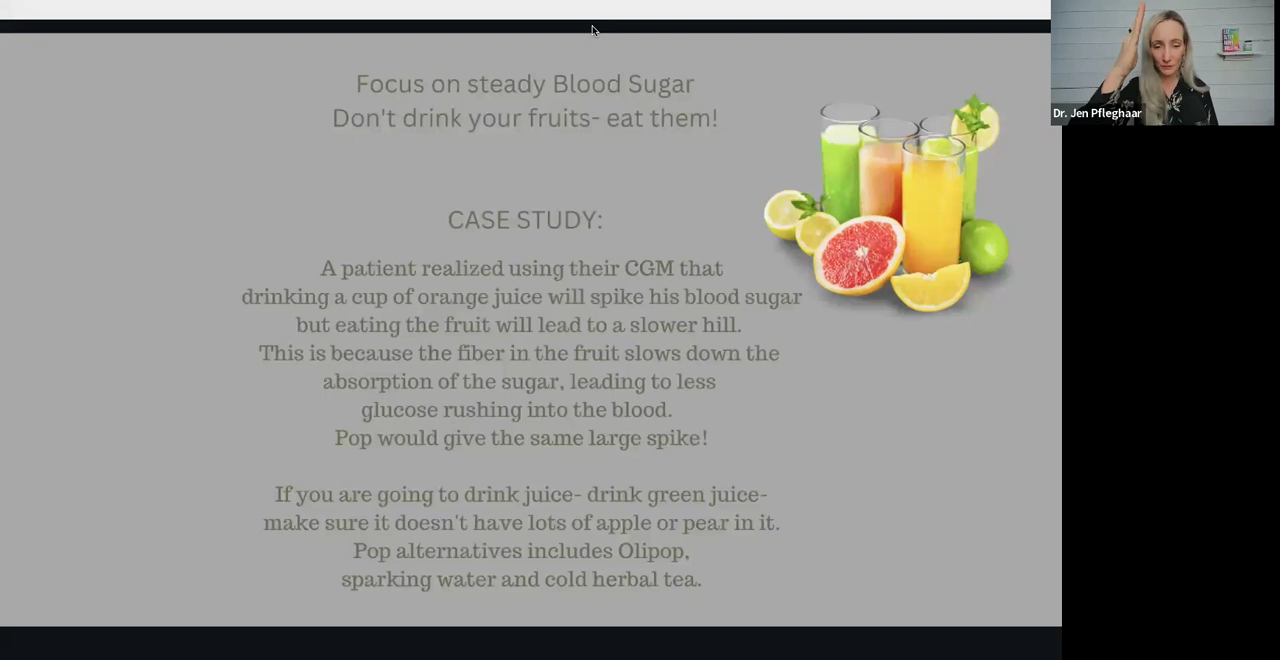 Focus on steady Blood Sugar
Don't drink your fruits- eat them!
CASE STUDY:
A patient realized using their CGM that
drinking a cup of orange juice will spike his blood sugar
but eating the fruit will lead to a slower hill.
This is because the fiber in the fruit slows down the
absorption of the sugar, leading to less
glucose rushing into the blood.
Pop would give the same large spike!
If you are going to drink juice- drink green juice-
make sure it doesn't have lots of apple or pear in it.
Pop alternatives includes Olipop,
sparking water and cold herbal tea.
Dr. Jen Pfleghaar